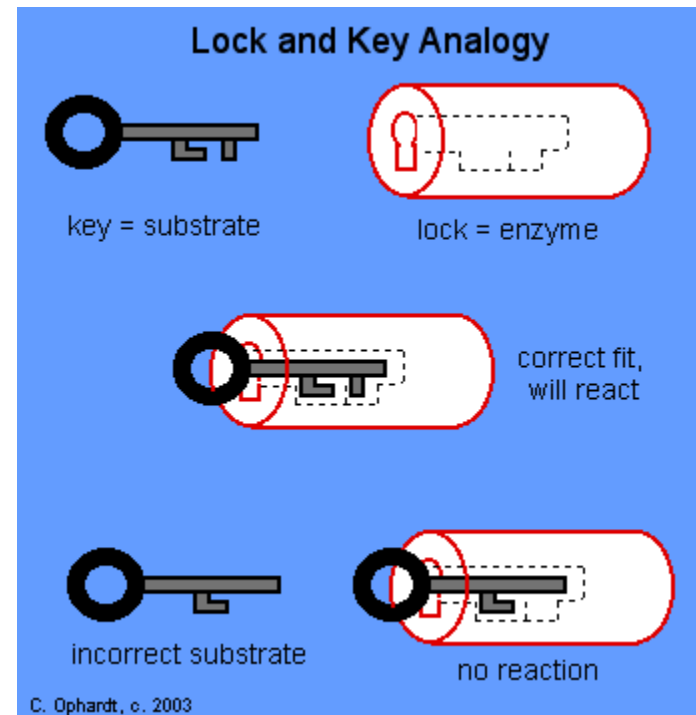 Lock and Key Analogy
key = substrate
lock = enzyme
correct fit,
will react
incorrect substrate
no reaction
C. Ophardt, c. 2003